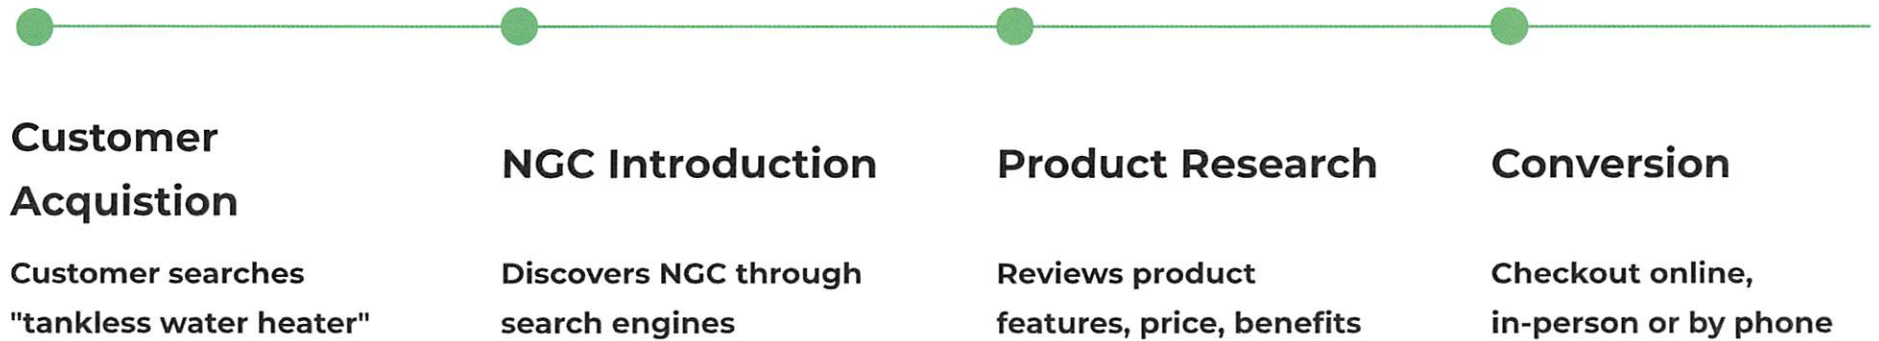 Customer
Acquistion
Customer searches
"tankless water heater"
NGC Introduction
Discovers NGC through
search engines
Product Research
Reviews product
features, price, benefits
Conversion
Checkout online,
in-person or by phone